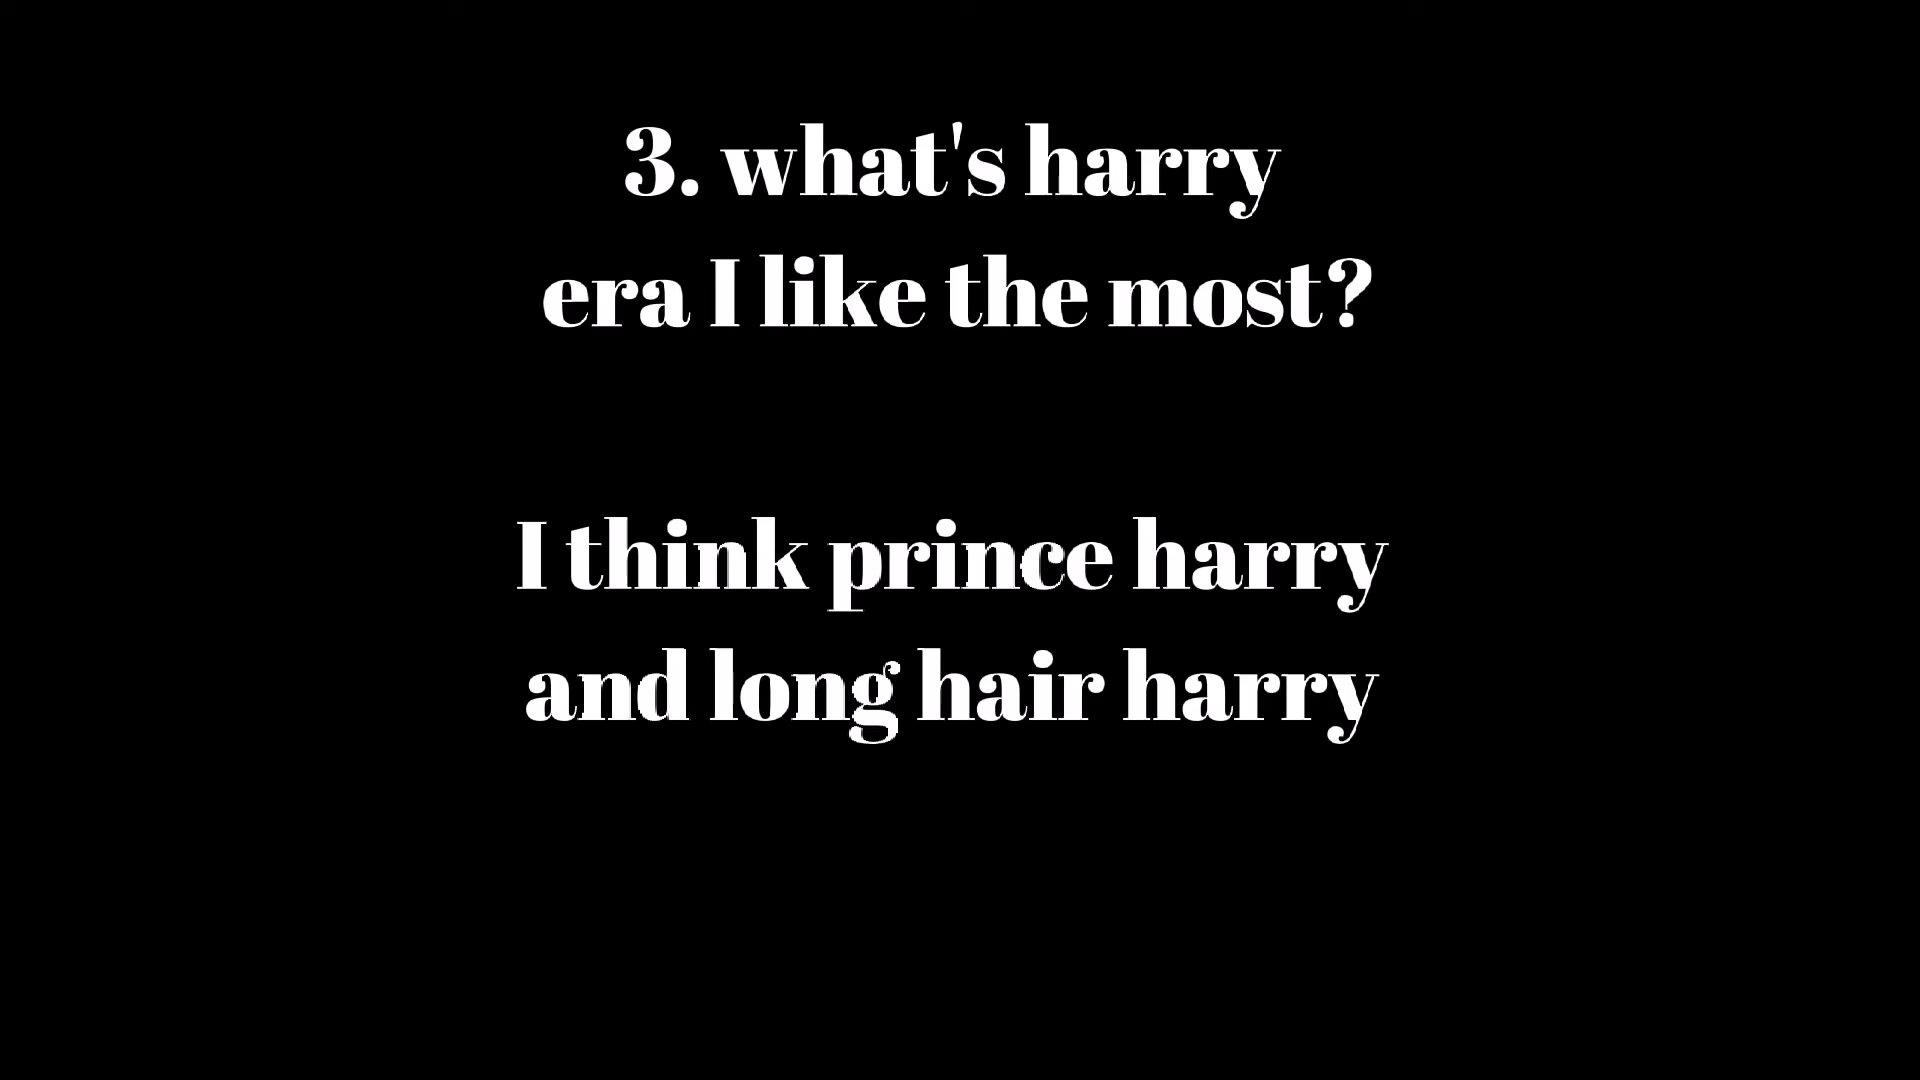 3. what's harry
era I like the most?
I think prince harry
and long hair harry